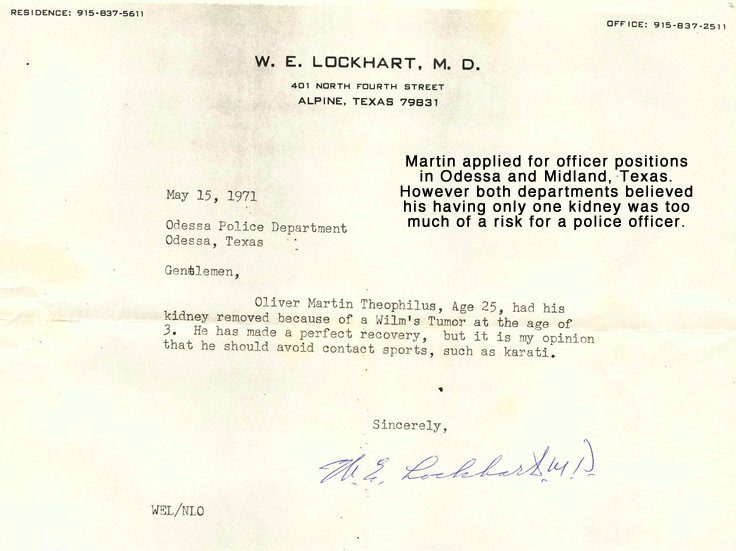 RESIDENCE: 915-837-5611
OFFICE: 915-837-2511
W. E. LOCKHART, M. D.
401 NORTH FOURTH STREET
ALPINE, TEXAS 79831
Martin applied for officer positions
in Odessa and Midland, Texas.
However both departments believed
his having only one kidney was too
much of a risk for a police officer.
May 15, 1971
Odessa Police Department
Odessa, Texas
Gentlemen,
Oliver Martin Theophilus, Age 25, had his
kidney removed because of a Wilm's Tumor at the age of
3. He has made a perfect recovery, but it is my opinion
that he should avoid contact sports, such as karati.
Sincerely,
W. E. Lockhart M.D.
WEL/NLO